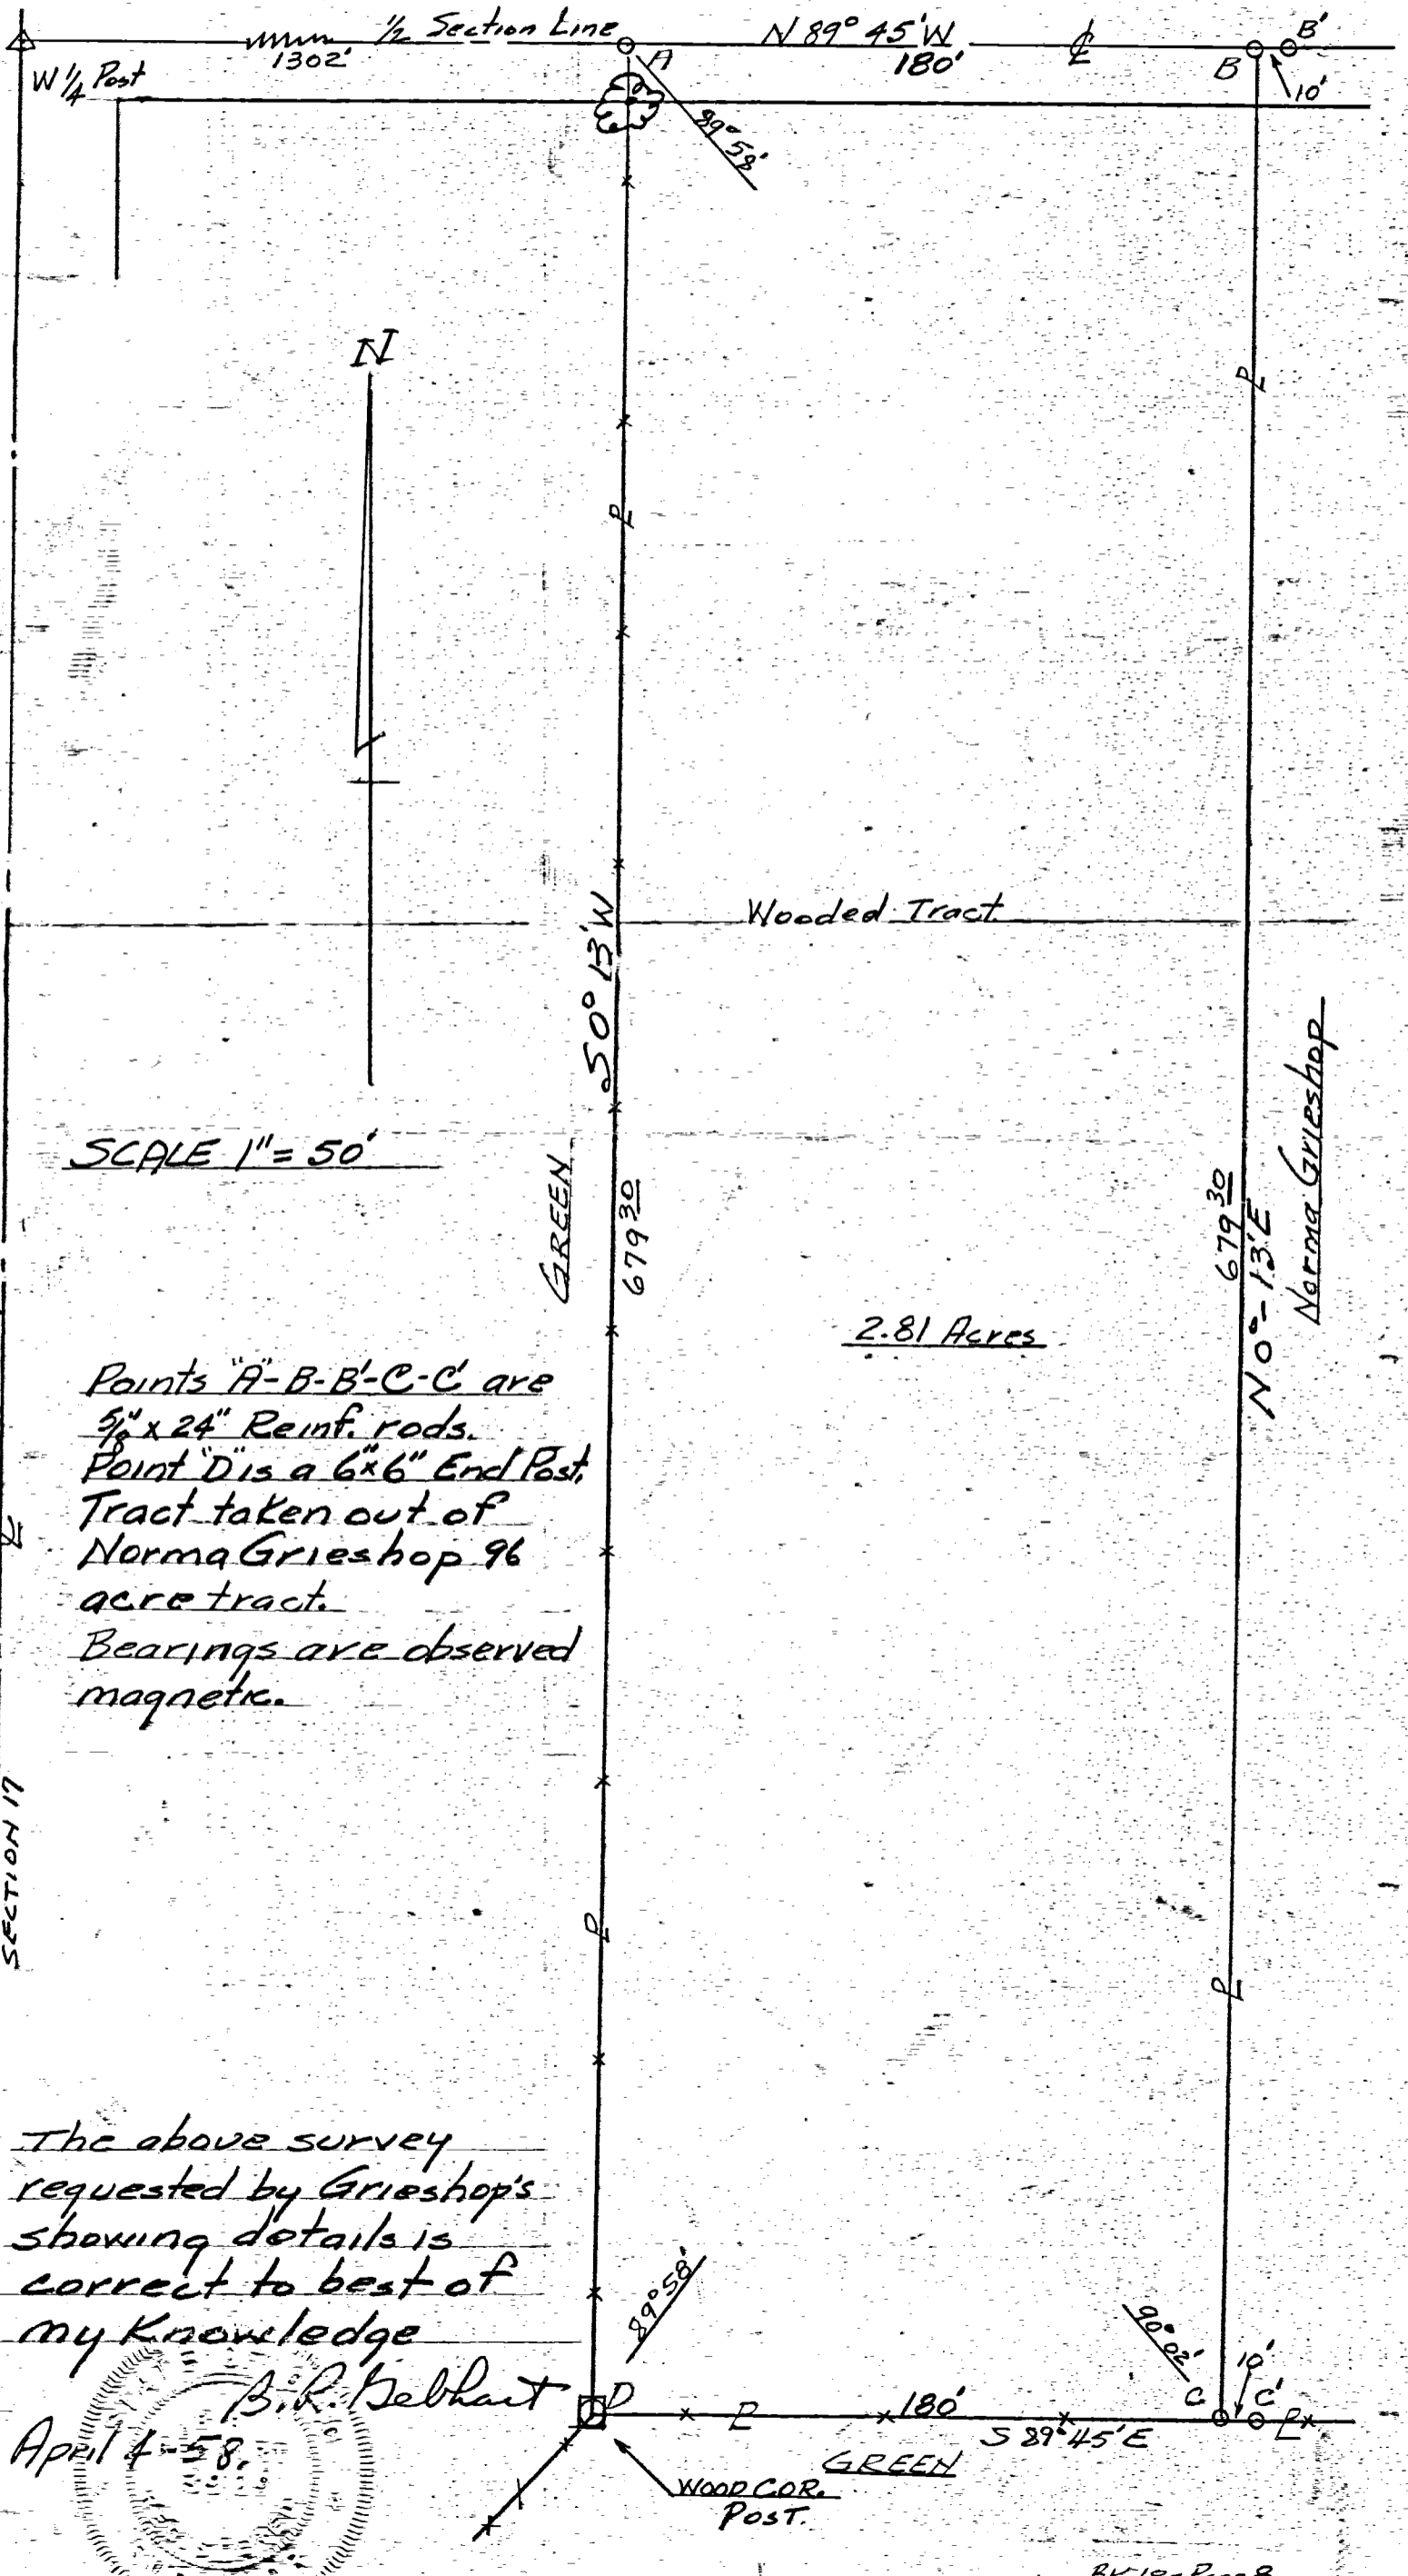 1/2 Section Line
N 89° 45' W
B'
1302'
A
180'
℄
B
W 1/4 Post
10'
89° 58'
N
P
P
Wooded Tract
S 0° 13' W
Norma Grieshop
SCALE 1" = 50'
GREEN
679 30
679 30
N 0° - 13' E
2.81 Acres
Points "A"- B-B'-C-C' are
5/8" x 24" Reinf. rods.
Point "D" is a 6"x6" End Post.
Tract taken out of
Norma Grieshop 96
acre tract.
Bearings are observed
magnetic.
SECTION 17
P
P
The above survey
requested by Grieshop's
showing details is
correct to best of
my Knowledge
89° 58'
90° 02'
10'
B. R. Gebhart
D
P
180'
C
C'
P
S 89° 45' E
April 4-58.
GREEN
WOOD COR.
POST.